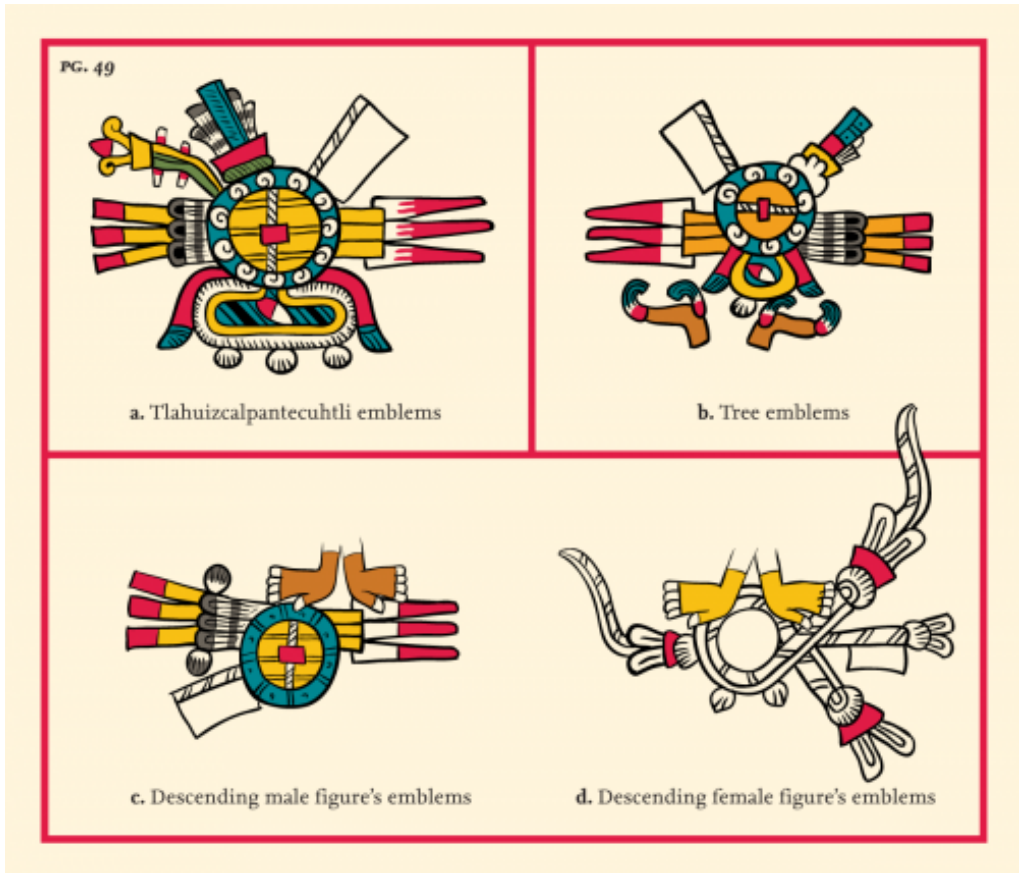 PG. 49
a. Tlahuizcalpantecuhtli emblems
b. Tree emblems
c. Descending male figure's emblems
d. Descending female figure's emblems